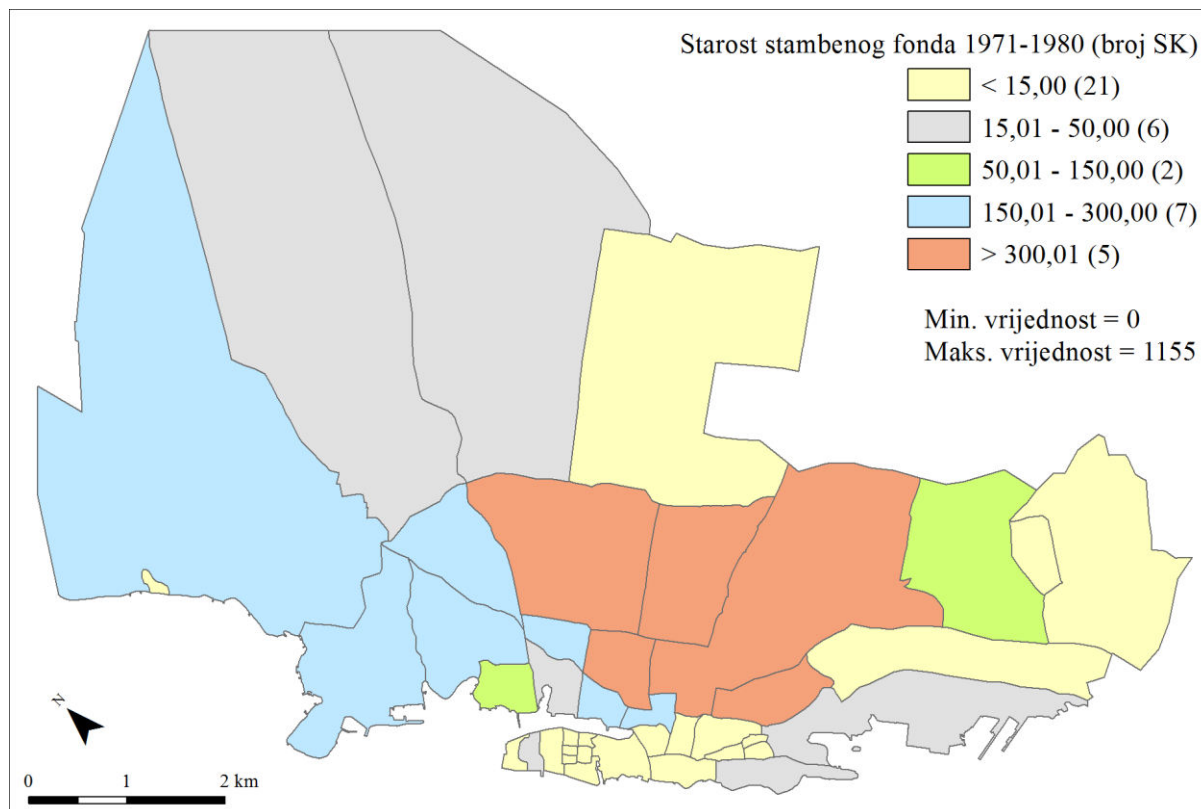 Starost stambenog fonda 1971-1980 (broj SK)
< 15,00 (21)
15,01 - 50,00 (6)
50,01 - 150,00 (2)
150,01 - 300,00 (7)
> 300,01 (5)
Min. vrijednost = 0
Maks. vrijednost = 1155
N
0 1 2 km